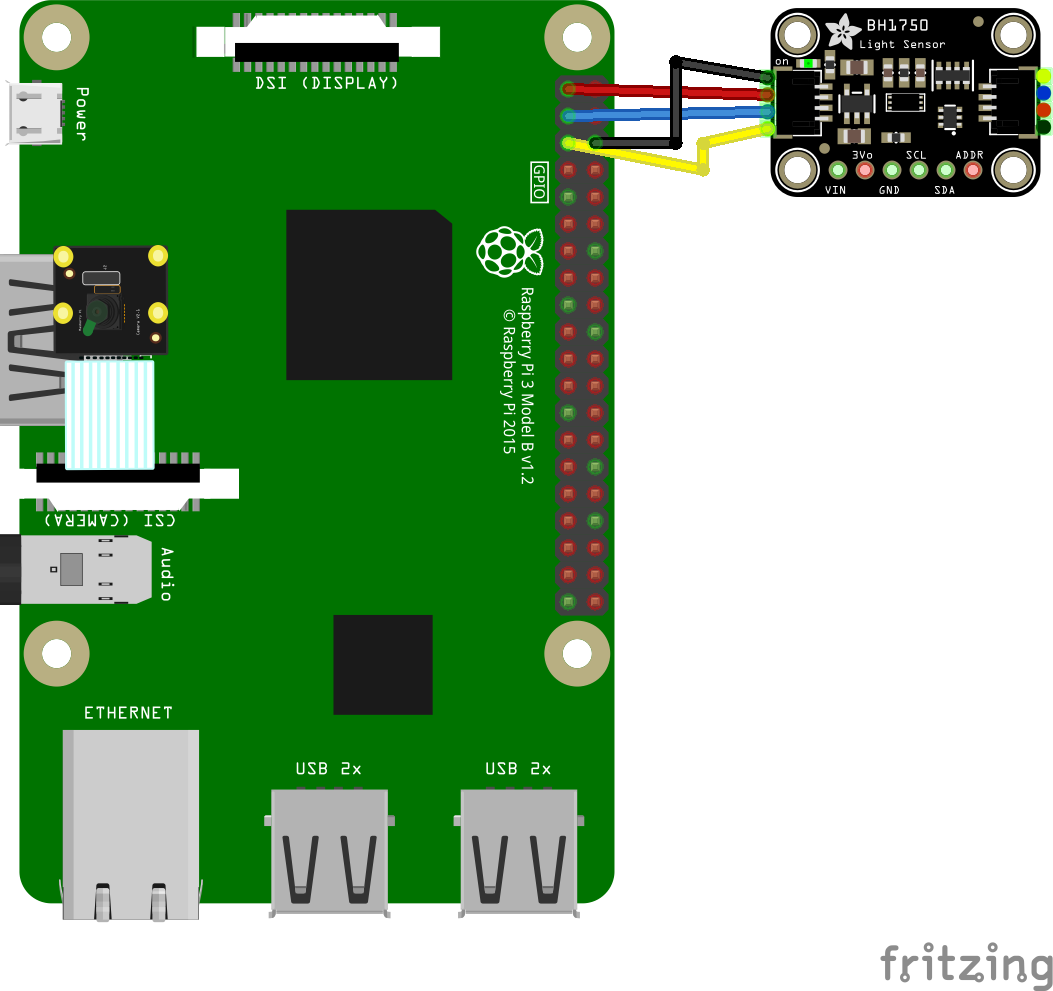 DSI (DISPLAY)
BH1750
Light Sensor
on
Power
3Vo
SCL
ADDR
VIN
GND
SDA
GPIO
Raspberry Pi 3 Model B v1.2
© Raspberry Pi 2015
CSI (CAMERA)
Audio
ETHERNET
USB 2x
USB 2x
fritzing